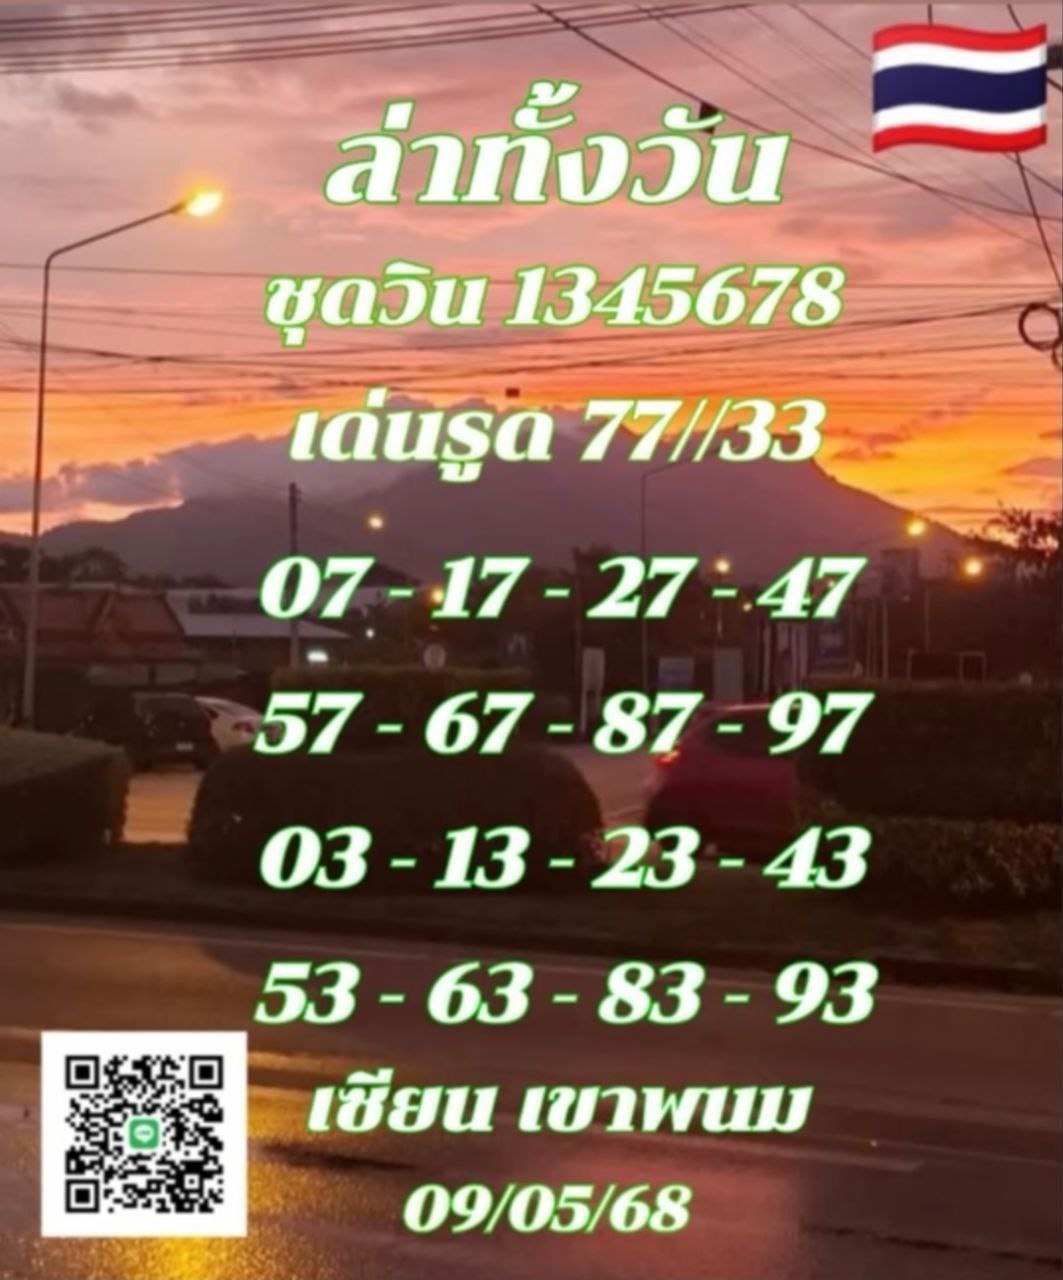 ล่าทั้งวัน
ชุดวิน 1345678
เด่นรูด 77//33
07 - 17 - 27 - 47
57 - 67 - 87 - 97
03 - 13 - 23 - 43
53 - 63 - 83 - 93
เซียน เขาพนม
09/05/68